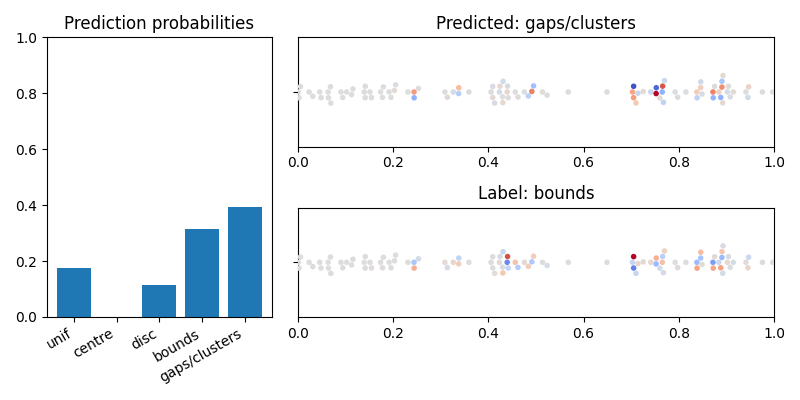 Prediction probabilities
1.0
0.8
0.6
0.4
0.2
0.0
unif
centre
disc
bounds
gaps/clusters
Predicted: gaps/clusters
0.0 0.2 0.4 0.6 0.8 1.0
Label: bounds
0.0 0.2 0.4 0.6 0.8 1.0